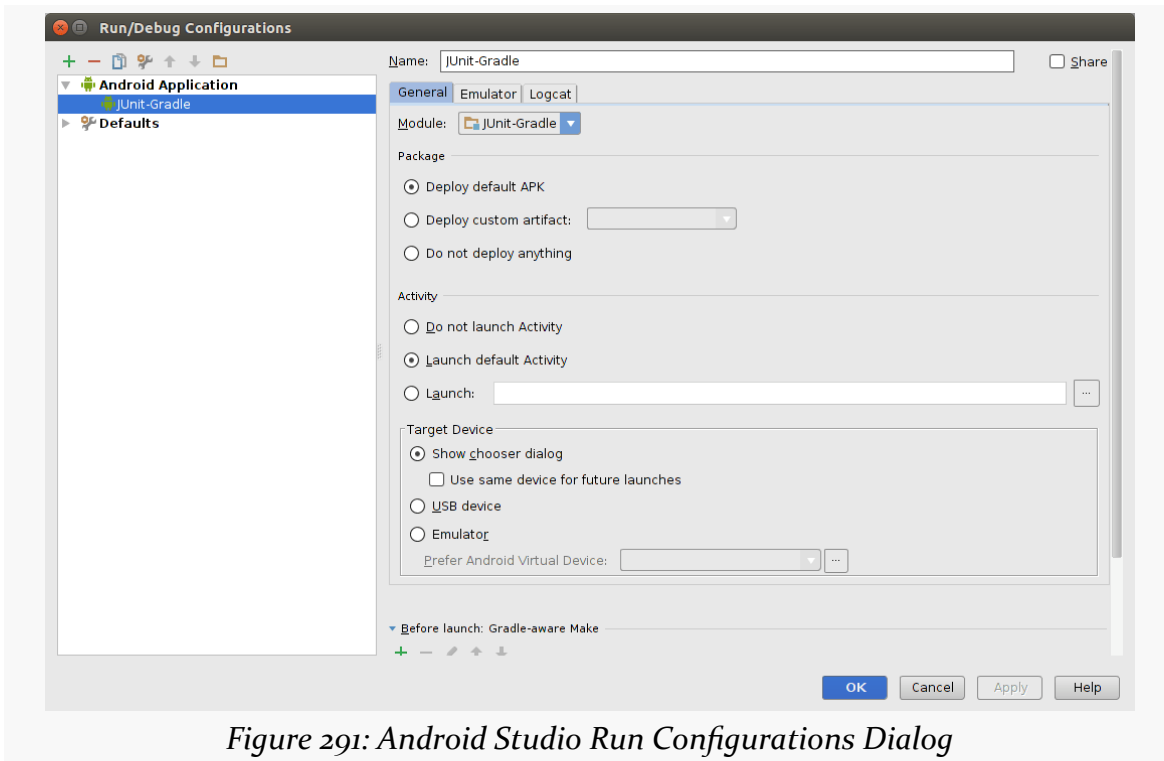 Run/Debug Configurations
Name: JUnit-Gradle
Share
Android Application
JUnit-Gradle
Defaults
General Emulator Logcat
Module: JUnit-Gradle
Package
Deploy default APK
Deploy custom artifact:
Do not deploy anything
Activity
Do not launch Activity
Launch default Activity
Launch:
...
Target Device
Show chooser dialog
Use same device for future launches
USB device
Emulator
Prefer Android Virtual Device:
...
Before launch: Gradle-aware Make
OK Cancel Apply Help
Figure 291: Android Studio Run Configurations Dialog